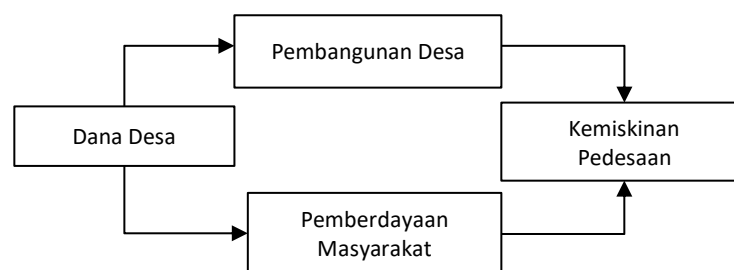 Pembangunan Desa
Dana Desa
Kemiskinan
Pedesaan
Pemberdayaan
Masyarakat